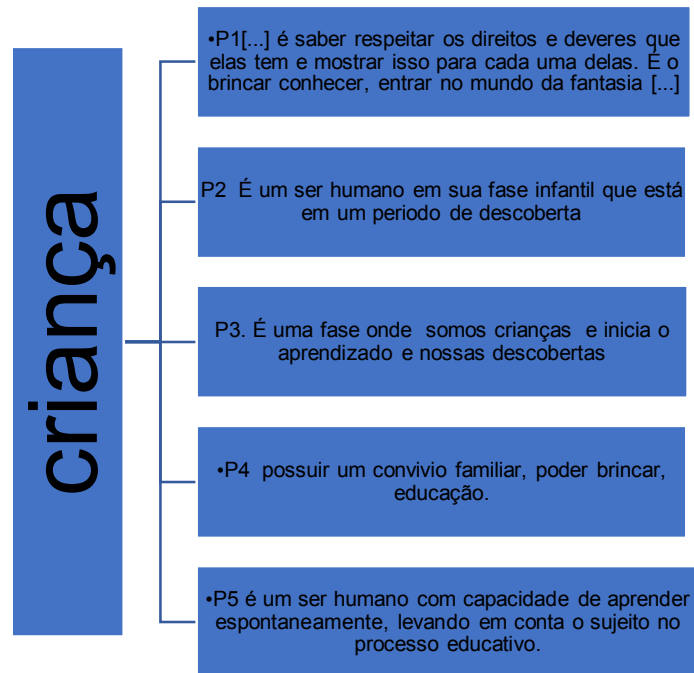 criança
•P1[...] é saber respeitar os direitos e deveres que
elas tem e mostrar isso para cada uma delas. É o
brincar conhecer, entrar no mundo da fantasia [...]
P2 É um ser humano em sua fase infantil que está
em um periodo de descoberta
P3. É uma fase onde somos crianças e inicia o
aprendizado e nossas descobertas
•P4 possuir um convivio familiar, poder brincar,
educação.
•P5 é um ser humano com capacidade de aprender
espontaneamente, levando em conta o sujeito no
processo educativo.